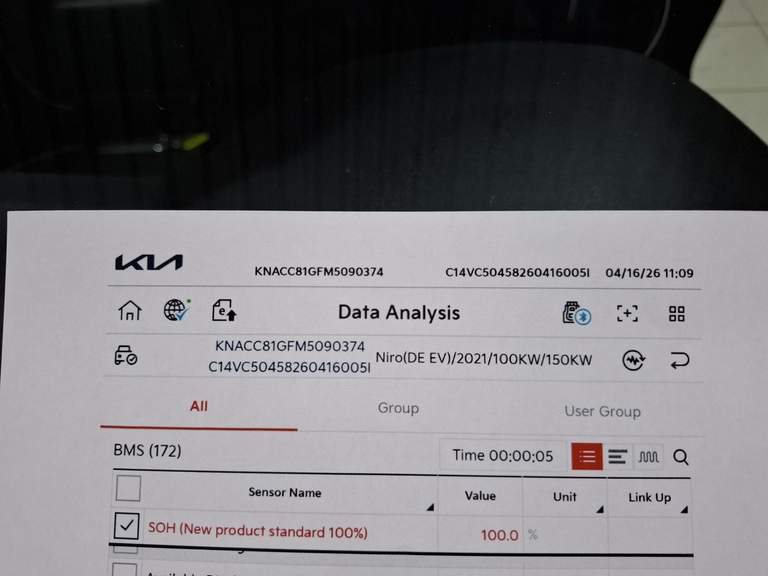 KIA KNACC81GFM5090374 C14VC50458260416005I 04/16/26 11:09
Data Analysis
KNACC81GFM5090374
C14VC50458260416005I
Niro(DE EV)/2021/100KW/150KW
All Group User Group
BMS (172) Time 00:00:05
Sensor Name Value Unit Link Up
SOH (New product standard 100%) 100.0 %